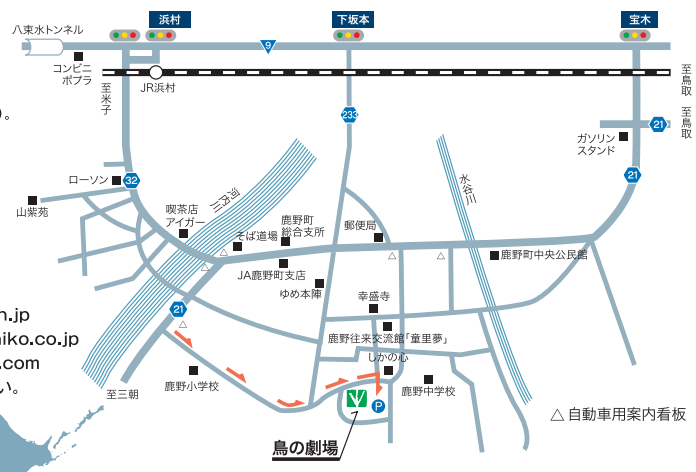 浜村
下坂本
宝木
八束水トンネル
9
コンビニ
ポプラ
JR浜村
至米子
至鳥取
至鳥取
。
233
21
ガソリン
スタンド
21
ローソン
32
山紫苑
喫茶店
アイガー
河内川
水谷川
そば道場
鹿野町
総合支所
郵便局
鹿野町中央公民館
JA鹿野町支店
ゆめ本陣
21
幸盛寺
n.jp
niko.co.jp
.com
い。
鹿野往来交流館「童里夢」
しかの心
鹿野小学校
鹿野中学校
至三朝
P
鳥の劇場
△自動車用案内看板